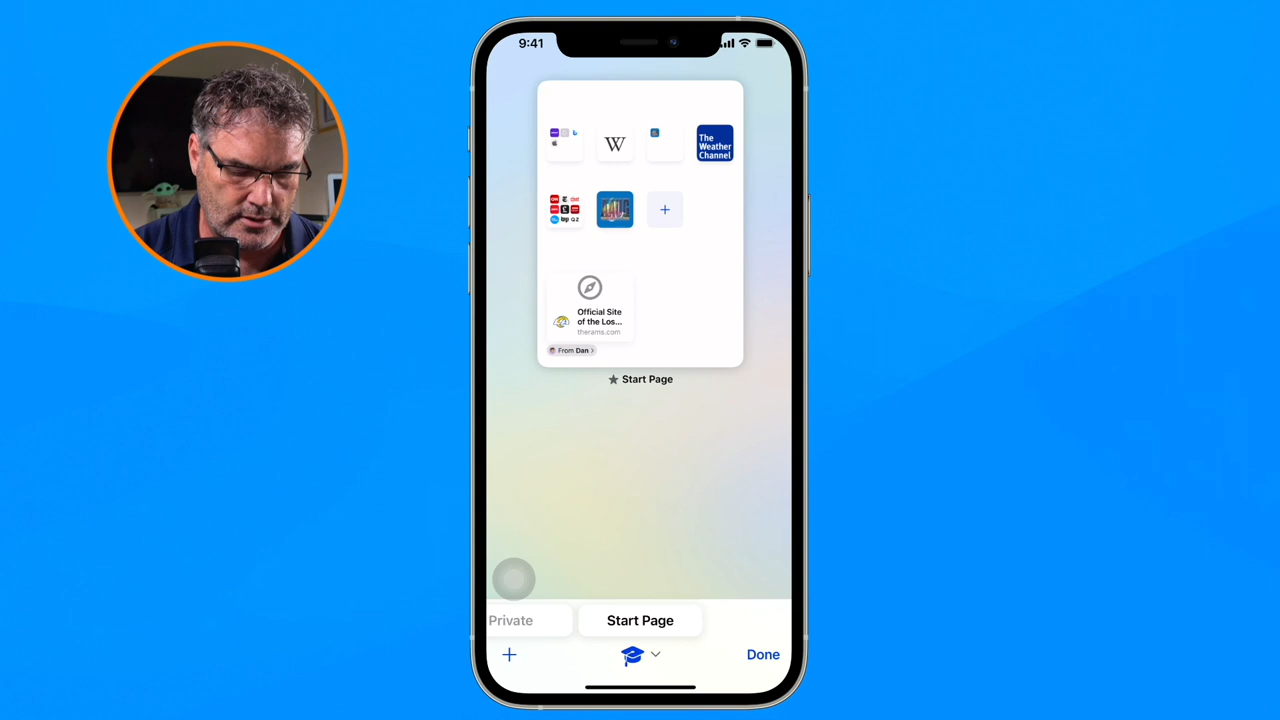 9:41
W
The
Weather
Channel
+
Official Site
of the Los...
therams.com
From Dan >
★ Start Page
Private
Start Page
+
Done